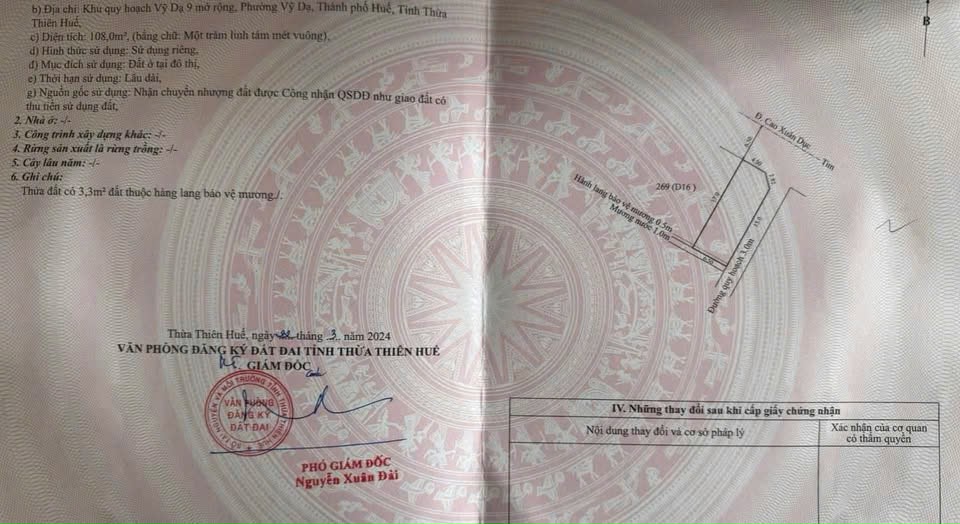 b) Địa chỉ: Khu quy hoạch Vỹ Dạ 9 mở rộng, Phường Vỹ Dạ, Thành phố Huế, Tỉnh Thừa
Thiên Huế,
c) Diện tích: 108,0m², (bằng chữ: Một trăm linh tám mét vuông),
d) Hình thức sử dụng: Sử dụng riêng,
đ) Mục đích sử dụng: Đất ở tại đô thị,
e) Thời hạn sử dụng: Lâu dài,
g) Nguồn gốc sử dụng: Nhận chuyển nhượng đất được Công nhận QSDĐ như giao đất có
thu tiền sử dụng đất,
2. Nhà ở: -/-
3. Công trình xây dựng khác: -/-
4. Rừng sản xuất là rừng trồng: -/-
5. Cây lâu năm: -/-
6. Ghi chú:
Thửa đất có 3,3m² đất thuộc hàng lang bảo vệ mương./.
Thừa Thiên Huế, ngày tháng 3 năm 2024
VĂN PHÒNG ĐĂNG KÝ ĐẤT ĐAI TỈNH THỪA THIÊN HUẾ
KT. GIÁM ĐỐC
VĂN PHÒNG
ĐĂNG KÝ
ĐẤT ĐAI
PHÓ GIÁM ĐỐC
Nguyễn Xuân Đài
B
Đ. Cao Xuân Dục
Tim
4.00
269 (D16 )
Hành lang bảo vệ mương 0.5m
Mương nước 1.0m
Đường quy hoạch 3.0m
IV. Những thay đổi sau khi cấp giấy chứng nhận
Nội dung thay đổi và cơ sở pháp lý
Xác nhận của cơ quan
có thẩm quyền